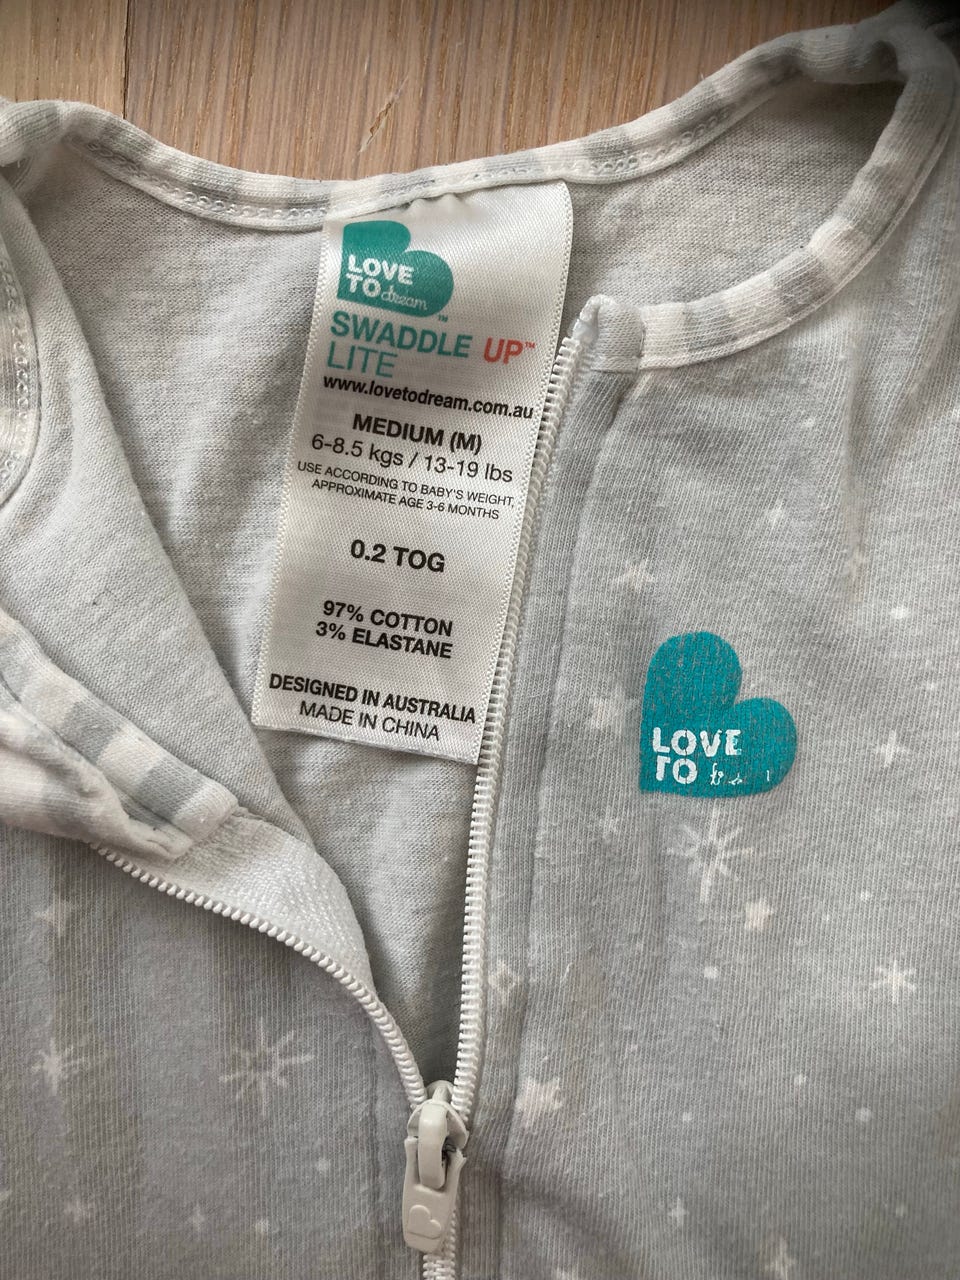 LOVE
TO dream™
SWADDLE UP™
LITE
www.lovetodream.com.au
MEDIUM (M)
6-8.5 kgs / 13-19 lbs
USE ACCORDING TO BABY'S WEIGHT,
APPROXIMATE AGE 3-6 MONTHS
0.2 TOG
97% COTTON
3% ELASTANE
DESIGNED IN AUSTRALIA
MADE IN CHINA
LOVE
TO